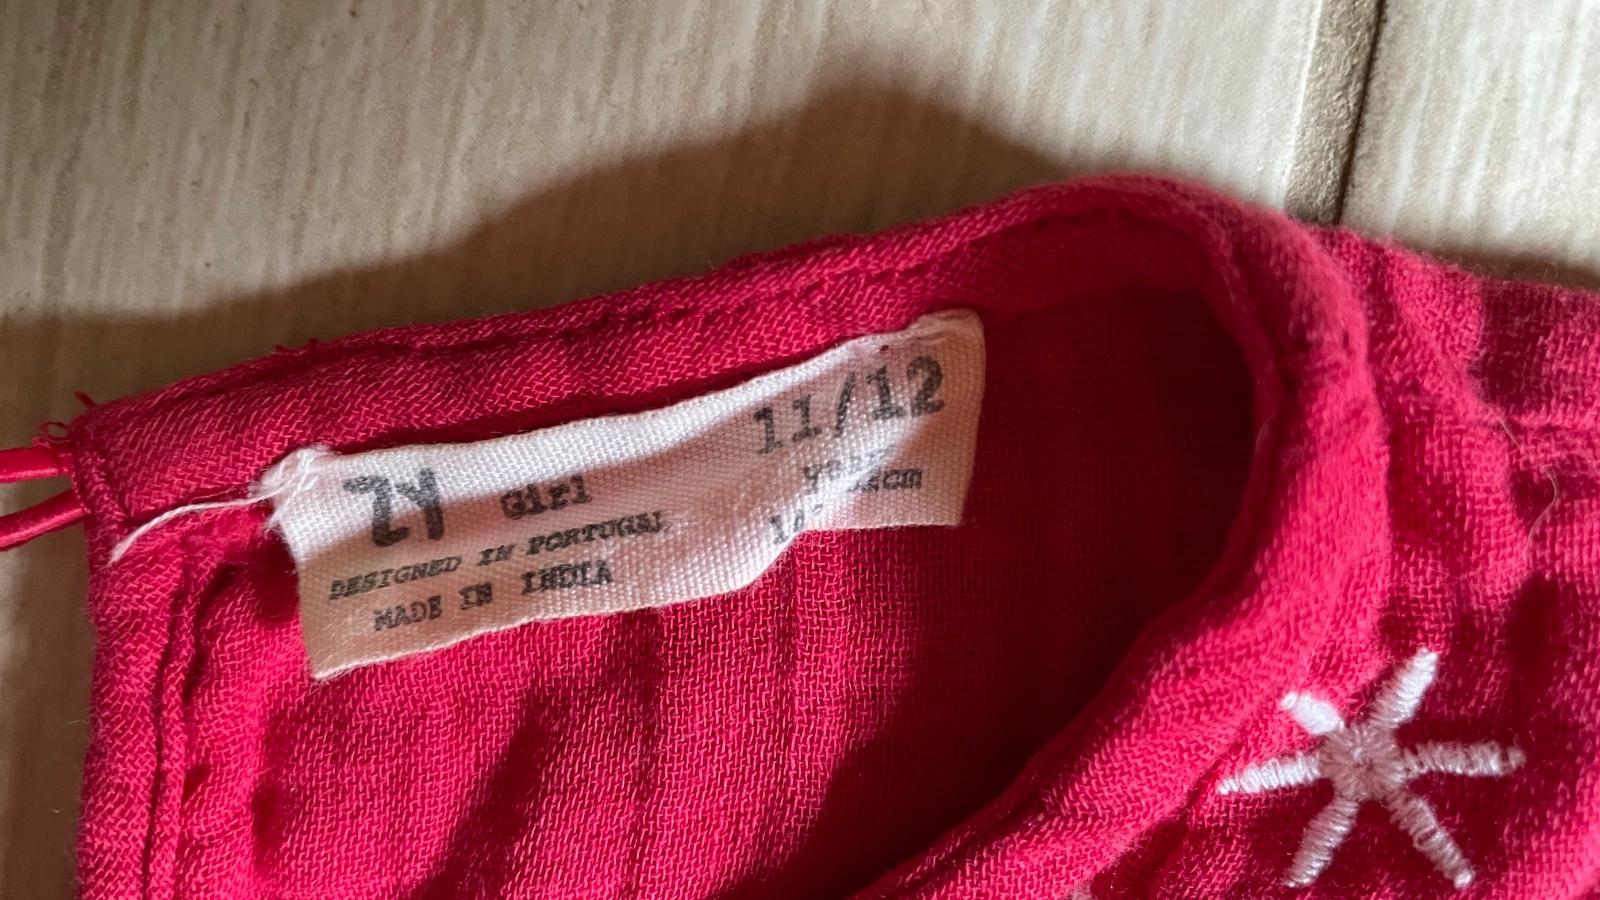 ZY Girl 11/12
DESIGNED IN PORTUGAL
MADE IN INDIA